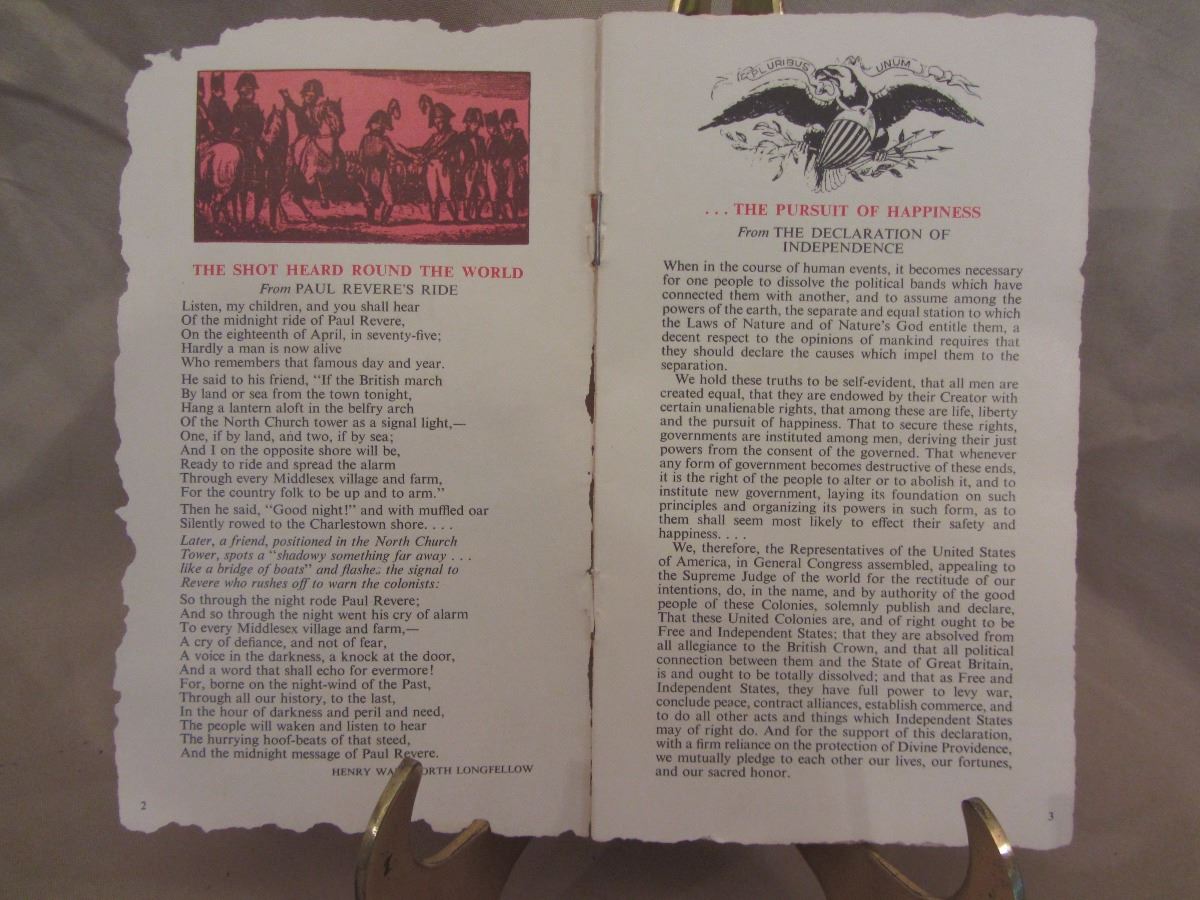 THE SHOT HEARD ROUND THE WORLD
From PAUL REVERE'S RIDE
Listen, my children, and you shall hear
Of the midnight ride of Paul Revere,
On the eighteenth of April, in seventy-five;
Hardly a man is now alive
Who remembers that famous day and year.
He said to his friend, "If the British march
By land or sea from the town tonight,
Hang a lantern aloft in the belfry arch
Of the North Church tower as a signal light,—
One, if by land, and two, if by sea;
And I on the opposite shore will be,
Ready to ride and spread the alarm
Through every Middlesex village and farm,
For the country folk to be up and to arm."
Then he said, "Good night!" and with muffled oar
Silently rowed to the Charlestown shore. . . .
Later, a friend, positioned in the North Church
Tower, spots a "shadowy something far away . . .
like a bridge of boats" and flashes the signal to
Revere who rushes off to warn the colonists:
So through the night rode Paul Revere;
And so through the night went his cry of alarm
To every Middlesex village and farm,—
A cry of defiance, and not of fear,
A voice in the darkness, a knock at the door,
And a word that shall echo for evermore!
For, borne on the night-wind of the Past,
Through all our history, to the last,
In the hour of darkness and peril and need,
The people will waken and listen to hear
The hurrying hoof-beats of that steed,
And the midnight message of Paul Revere.
HENRY LONGFELLOW
2
E PLURIBUS UNUM
. . . THE PURSUIT OF HAPPINESS
From THE DECLARATION OF
INDEPENDENCE
When in the course of human events, it becomes necessary
for one people to dissolve the political bands which have
connected them with another, and to assume among the
powers of the earth, the separate and equal station to which
the Laws of Nature and of Nature's God entitle them, a
decent respect to the opinions of mankind requires that
they should declare the causes which impel them to the
separation.
We hold these truths to be self-evident, that all men are
created equal, that they are endowed by their Creator with
certain unalienable rights, that among these are life, liberty
and the pursuit of happiness. That to secure these rights,
governments are instituted among men, deriving their just
powers from the consent of the governed. That whenever
any form of government becomes destructive of these ends,
it is the right of the people to alter or to abolish it, and to
institute new government, laying its foundation on such
principles and organizing its powers in such form, as to
them shall seem most likely to effect their safety and
happiness. . . .
We, therefore, the Representatives of the United States
of America, in General Congress assembled, appealing to
the Supreme Judge of the world for the rectitude of our
intentions, do, in the name, and by authority of the good
people of these Colonies, solemnly publish and declare,
That these United Colonies are, and of right ought to be
Free and Independent States; that they are absolved from
all allegiance to the British Crown, and that all political
connection between them and the State of Great Britain,
is and ought to be totally dissolved; and that as Free and
Independent States, they have full power to levy war,
conclude peace, contract alliances, establish commerce, and
to do all other acts and things which Independent States
may of right do. And for the support of this declaration,
with a firm reliance on the protection of Divine Providence,
we mutually pledge to each other our lives, our fortunes,
and our sacred honor.
3